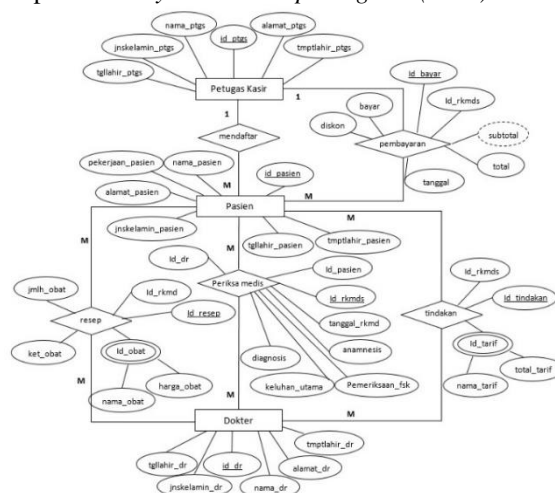 nama_ptgs
id_ptgs
alamat_ptgs
jnskelamin_ptgs
tmptlahir_ptgs
tgllahir_ptgs
Petugas Kasir
1
1
id_bayar
bayar
Id_rkmds
diskon
mendaftar
pembayaran
subtotal
total
tanggal
pekerjaan_pasien
nama_pasien
id_pasien
alamat_pasien
M
M
Pasien
jnskelamin_pasien
tgllahir_pasien
tmptlahir_pasien
M
M
M
Id_dr
Id_pasien
Id_rkmds
jmlh_obat
Id_rkmd
Periksa medis
Id_rkmds
Id_tindakan
resep
Id_resep
tanggal_rkmd
tindakan
ket_obat
Id_obat
anamnesis
Id_tarif
diagnosis
harga_obat
keluhan_utama
Pemeriksaan_fsk
total_tarif
nama_obat
nama_tarif
M
M
M
Dokter
tgllahir_dr
id_dr
tmptlahir_dr
jnskelamin_dr
nama_dr
alamat_dr